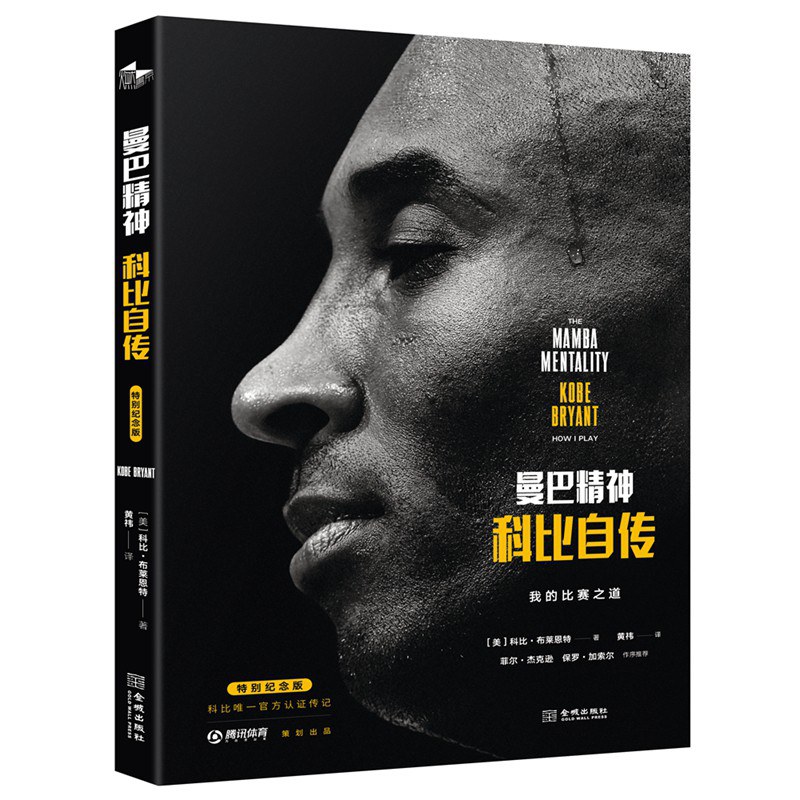 曼巴精神
科比自传
特别纪念版
KOBE BRYANT
[美]科比·布莱恩特——著
黄祎——译
金城出版社
GOLD WALL PRESS
THE
MAMBA
MENTALITY
KOBE
BRYANT
HOW I PLAY
曼巴精神
科比自传
我的比赛之道
[美]科比·布莱恩特——著 黄祎——译
菲尔·杰克逊 保罗·加索尔 作序推荐
特别纪念版
科比唯一官方认证传记
腾讯体育 策划出品
金城出版社
GOLD WALL PRESS